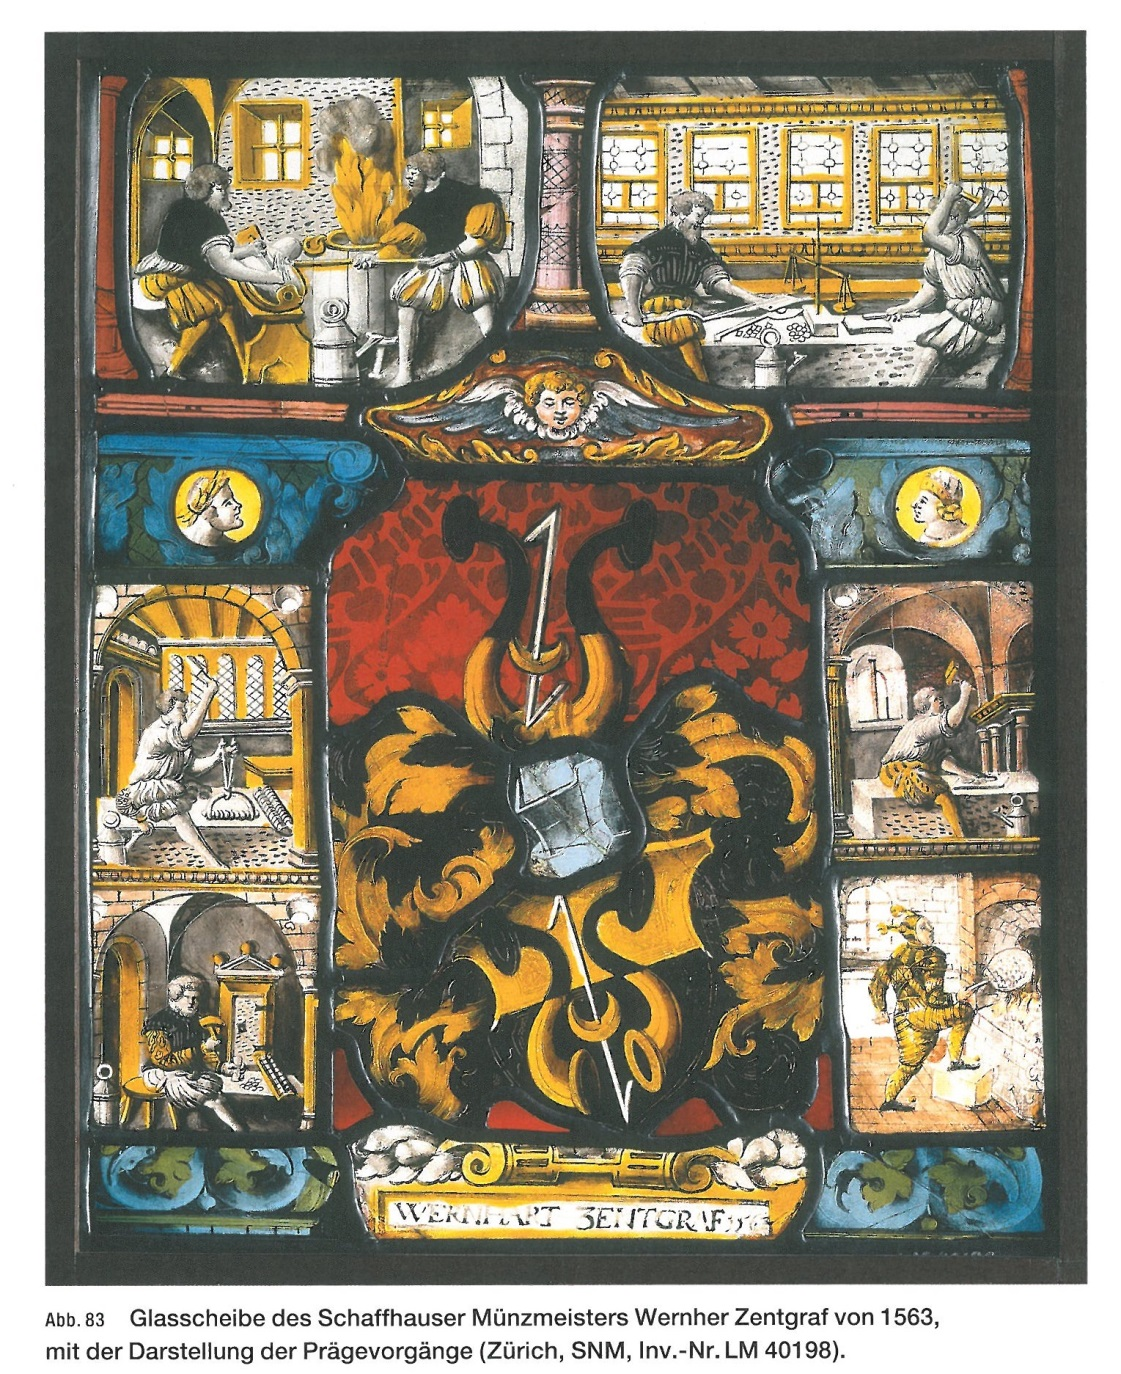 WERNHART ZENTGRAF 1563
Abb. 83 Glasscheibe des Schaffhauser Münzmeisters Wernher Zentgraf von 1563,
mit der Darstellung der Prägevorgänge (Zürich, SNM, Inv.-Nr. LM 40198).